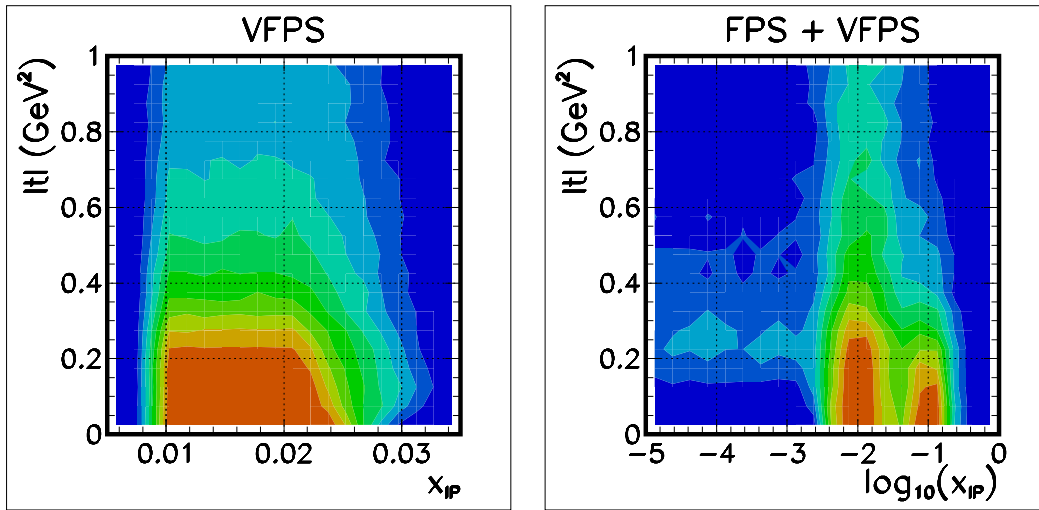 VFPS
|t| (GeV²)
1
0.8
0.6
0.4
0.2
0
0.01 0.02 0.03
x_IP
FPS + VFPS
|t| (GeV²)
1
0.8
0.6
0.4
0.2
0
-5 -4 -3 -2 -1 0
log₁₀(x_IP)